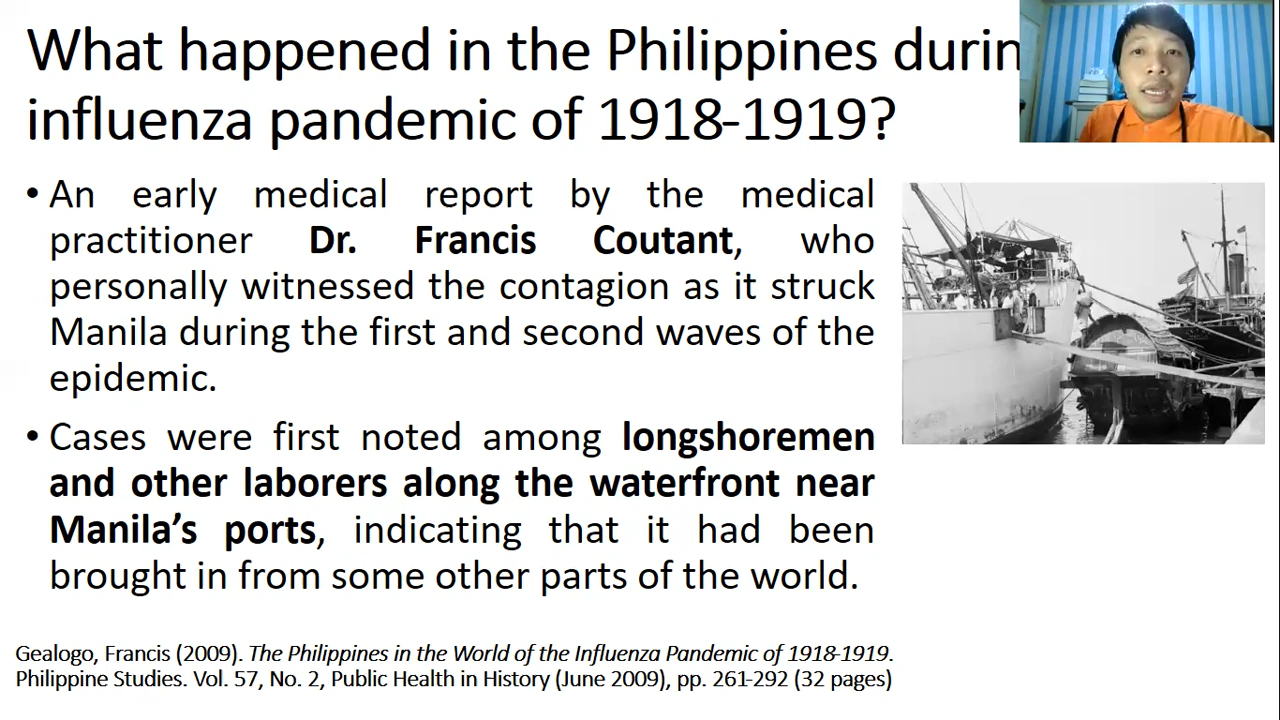 What happened in the Philippines durin
influenza pandemic of 1918-1919?
• An early medical report by the medical
practitioner Dr. Francis Coutant, who
personally witnessed the contagion as it struck
Manila during the first and second waves of the
epidemic.
• Cases were first noted among longshoremen
and other laborers along the waterfront near
Manila’s ports, indicating that it had been
brought in from some other parts of the world.
Gealogo, Francis (2009). The Philippines in the World of the Influenza Pandemic of 1918-1919.
Philippine Studies. Vol. 57, No. 2, Public Health in History (June 2009), pp. 261-292 (32 pages)